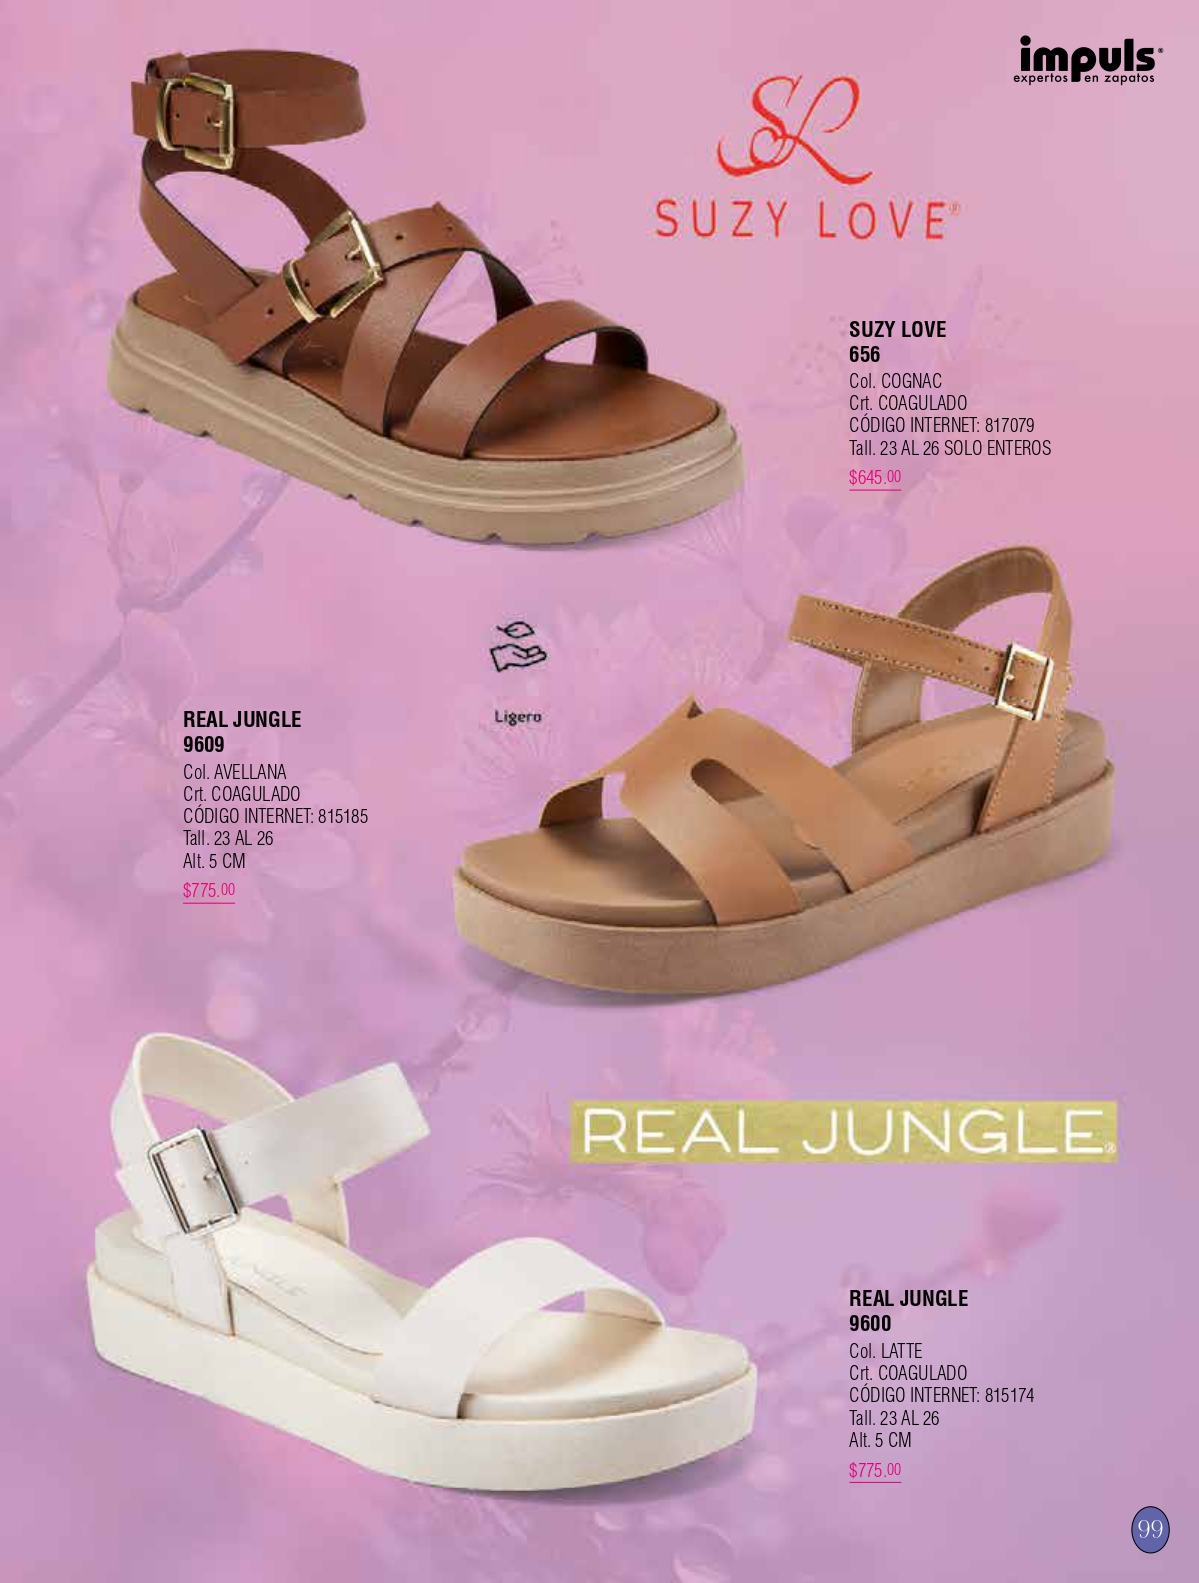 impuls®
expertos en zapatos
SL
SUZY LOVE®
SUZY LOVE
656
Col. COGNAC
Crt. COAGULADO
CÓDIGO INTERNET: 817079
Tall. 23 AL 26 SOLO ENTEROS
$645.00
Ligero
REAL JUNGLE
9609
Col. AVELLANA
Crt. COAGULADO
CÓDIGO INTERNET: 815185
Tall. 23 AL 26
Alt. 5 CM
$775.00
REAL JUNGLE®
REAL JUNGLE
9600
Col. LATTE
Crt. COAGULADO
CÓDIGO INTERNET: 815174
Tall. 23 AL 26
Alt. 5 CM
$775.00
99